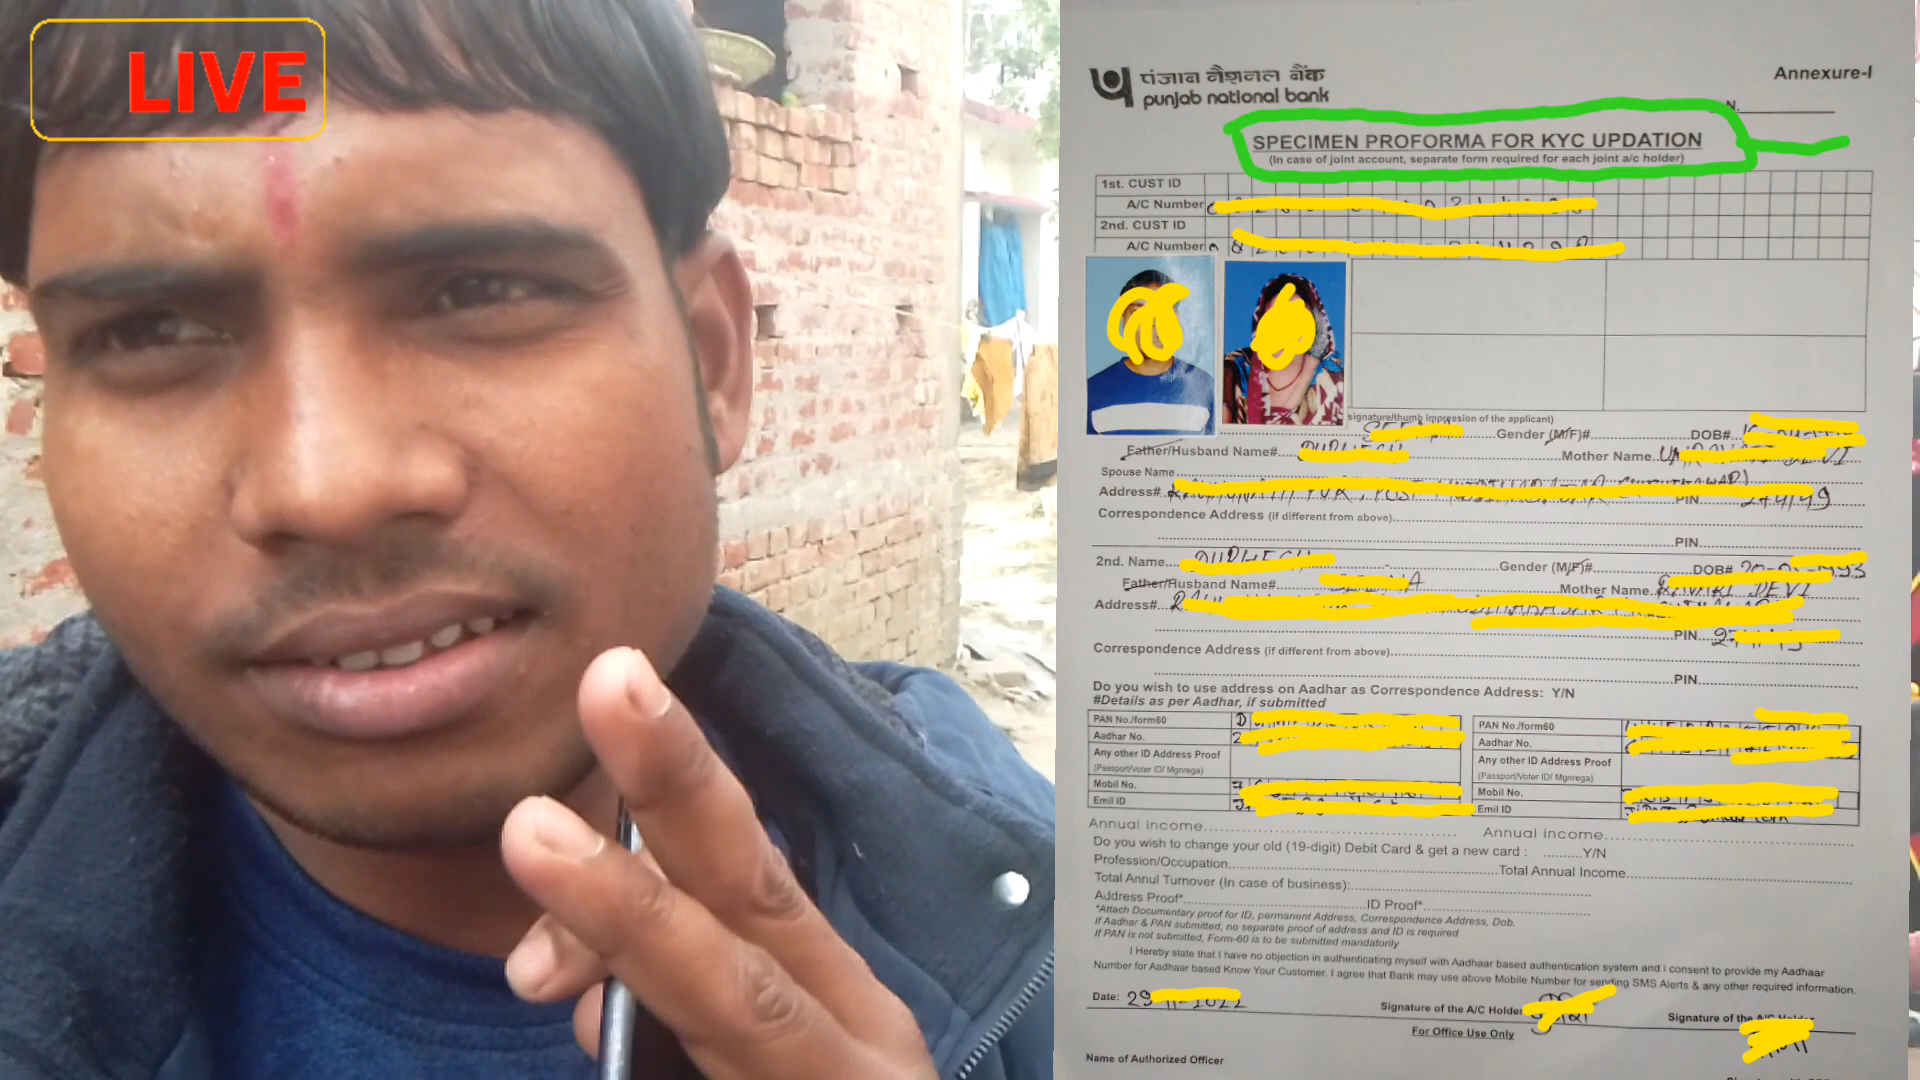 LIVE
पंजाब नैशनल बैंक
punjab national bank
Annexure-I
N.
SPECIMEN PROFORMA FOR KYC UPDATION
(In case of joint account, separate form required for each joint a/c holder)
1st. CUST ID
A/C Number
2nd. CUST ID
A/C Number
signature/thumb impression of the applicant)
Gender (M/F)# DOB#
Father/Husband Name# Mother Name
Spouse Name
Address# PIN
Correspondence Address (if different from above)
PIN
2nd. Name Gender (M/F)# DOB#
Father/Husband Name# Mother Name
Address#
PIN
Correspondence Address (if different from above)
PIN
Do you wish to use address on Aadhar as Correspondence Address: Y/N
#Details as per Aadhar, if submitted
PAN No./form60 PAN No./form60
Aadhar No. Aadhar No.
Any other ID Address Proof Any other ID Address Proof
(Passport/Voter ID/ Mgnrega) (Passport/Voter ID/ Mgnrega)
Mobil No. Mobil No.
Emil ID Emil ID
Annual income Annual income
Do you wish to change your old (19-digit) Debit Card & get a new card : Y/N
Profession/Occupation Total Annual Income
Total Annul Turnover (In case of business):
Address Proof* ID Proof*
*Attach Documentary proof for ID, permanent Address, Correspondence Address, Dob.
If Aadhar & PAN submitted, no separate proof of address and ID is required
If PAN is not submitted, Form-60 is to be submitted mandatorily
I Hereby state that I have no objection in authenticating myself with Aadhaar based authentication system and i consent to provide my Aadhaar
Number for Aadhaar based Know Your Customer. I agree that Bank may use above Mobile Number for sending SMS Alerts & any other required information.
Date: Signature of the A/C Holder Signature of the A/C Holder
For Office Use Only
Name of Authorized Officer